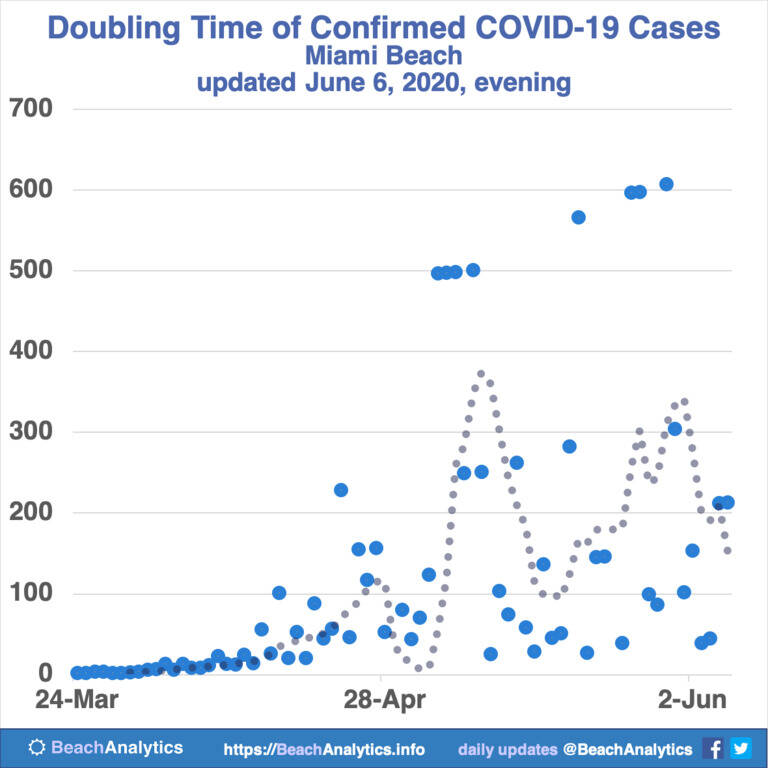 Doubling Time of Confirmed COVID-19 Cases
Miami Beach
updated June 6, 2020, evening
700
600
500
400
300
200
100
0
24-Mar 28-Apr 2-Jun
BeachAnalytics https://BeachAnalytics.info daily updates @BeachAnalytics